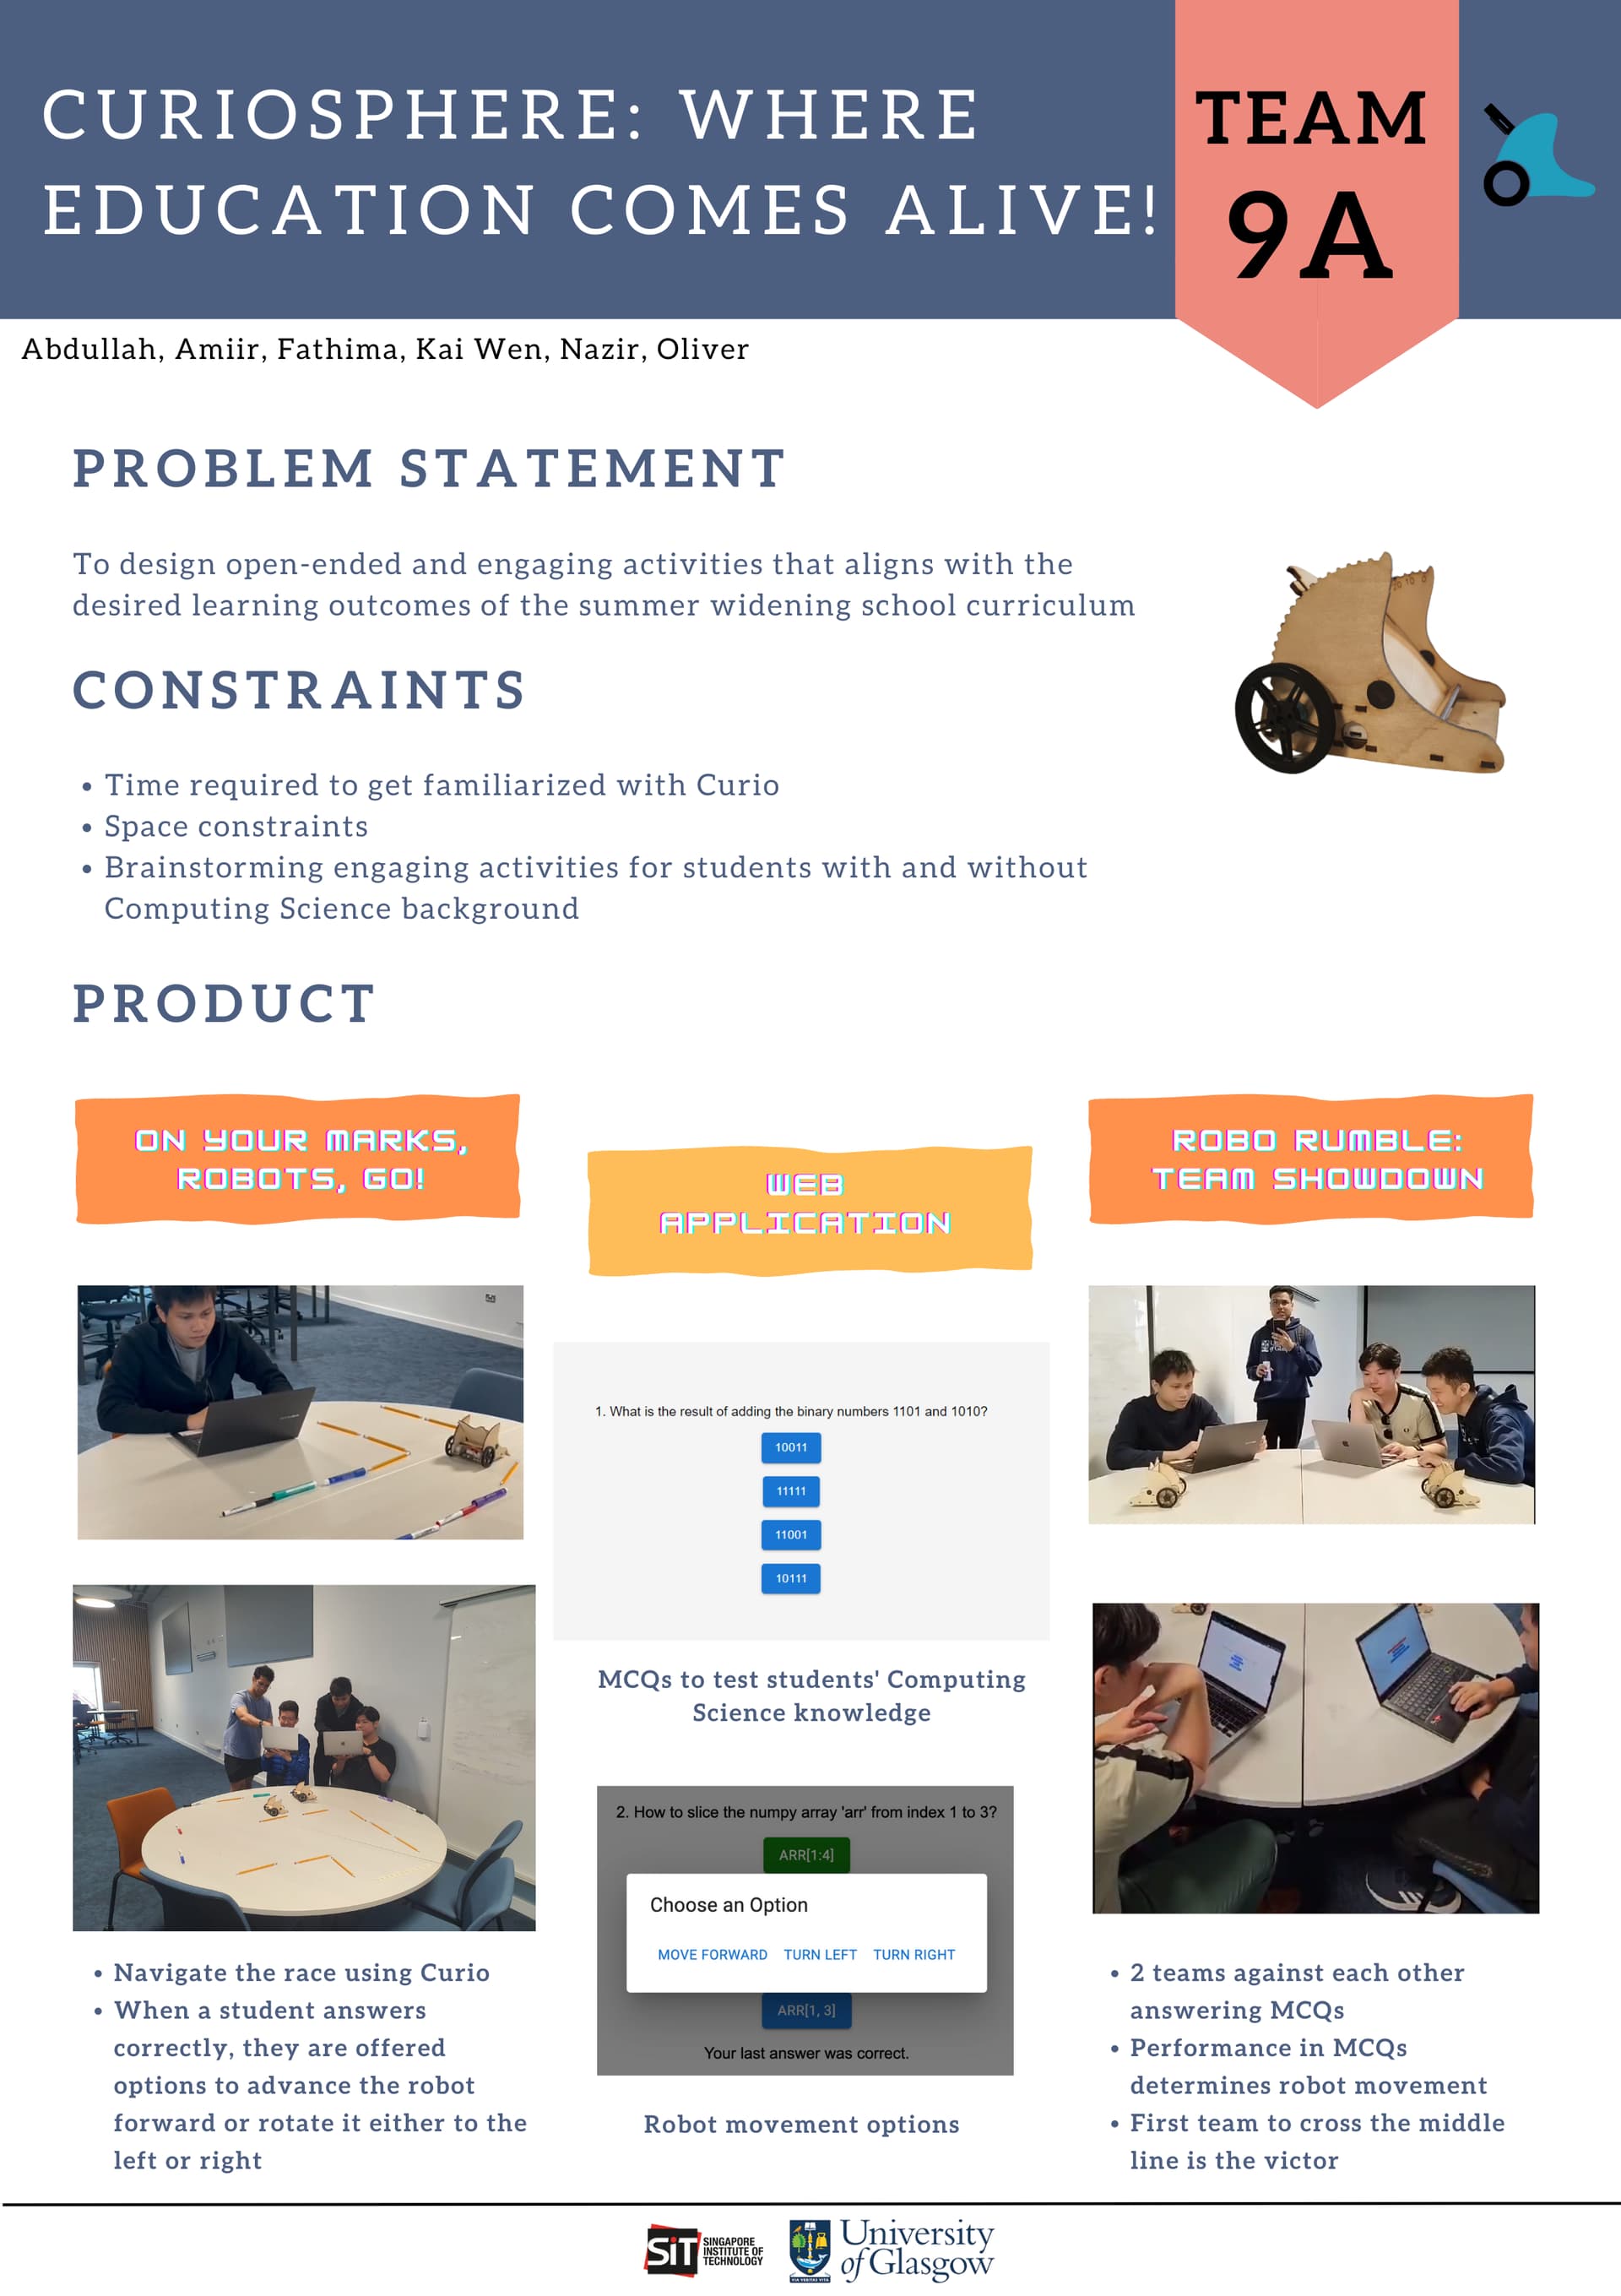 CURIOSPHERE: WHERE
EDUCATION COMES ALIVE!
TEAM
9A
Abdullah, Amiir, Fathima, Kai Wen, Nazir, Oliver
PROBLEM STATEMENT
To design open-ended and engaging activities that aligns with the
desired learning outcomes of the summer widening school curriculum
CONSTRAINTS
• Time required to get familiarized with Curio
• Space constraints
• Brainstorming engaging activities for students with and without
Computing Science background
PRODUCT
ON YOUR MARKS,
ROBOTS, GO!
• Navigate the race using Curio
• When a student answers
correctly, they are offered
options to advance the robot
forward or rotate it either to the
left or right
WEB
APPLICATION
1. What is the result of adding the binary numbers 1101 and 1010?
10011
11111
11001
10111
MCQs to test students' Computing
Science knowledge
2. How to slice the numpy array 'arr' from index 1 to 3?
ARR[1:4]
Choose an Option
MOVE FORWARD TURN LEFT TURN RIGHT
ARR[1, 3]
Your last answer was correct.
Robot movement options
ROBO RUMBLE:
TEAM SHOWDOWN
• 2 teams against each other
answering MCQs
• Performance in MCQs
determines robot movement
• First team to cross the middle
line is the victor
SiT SINGAPORE
INSTITUTE OF
TECHNOLOGY
University
of Glasgow